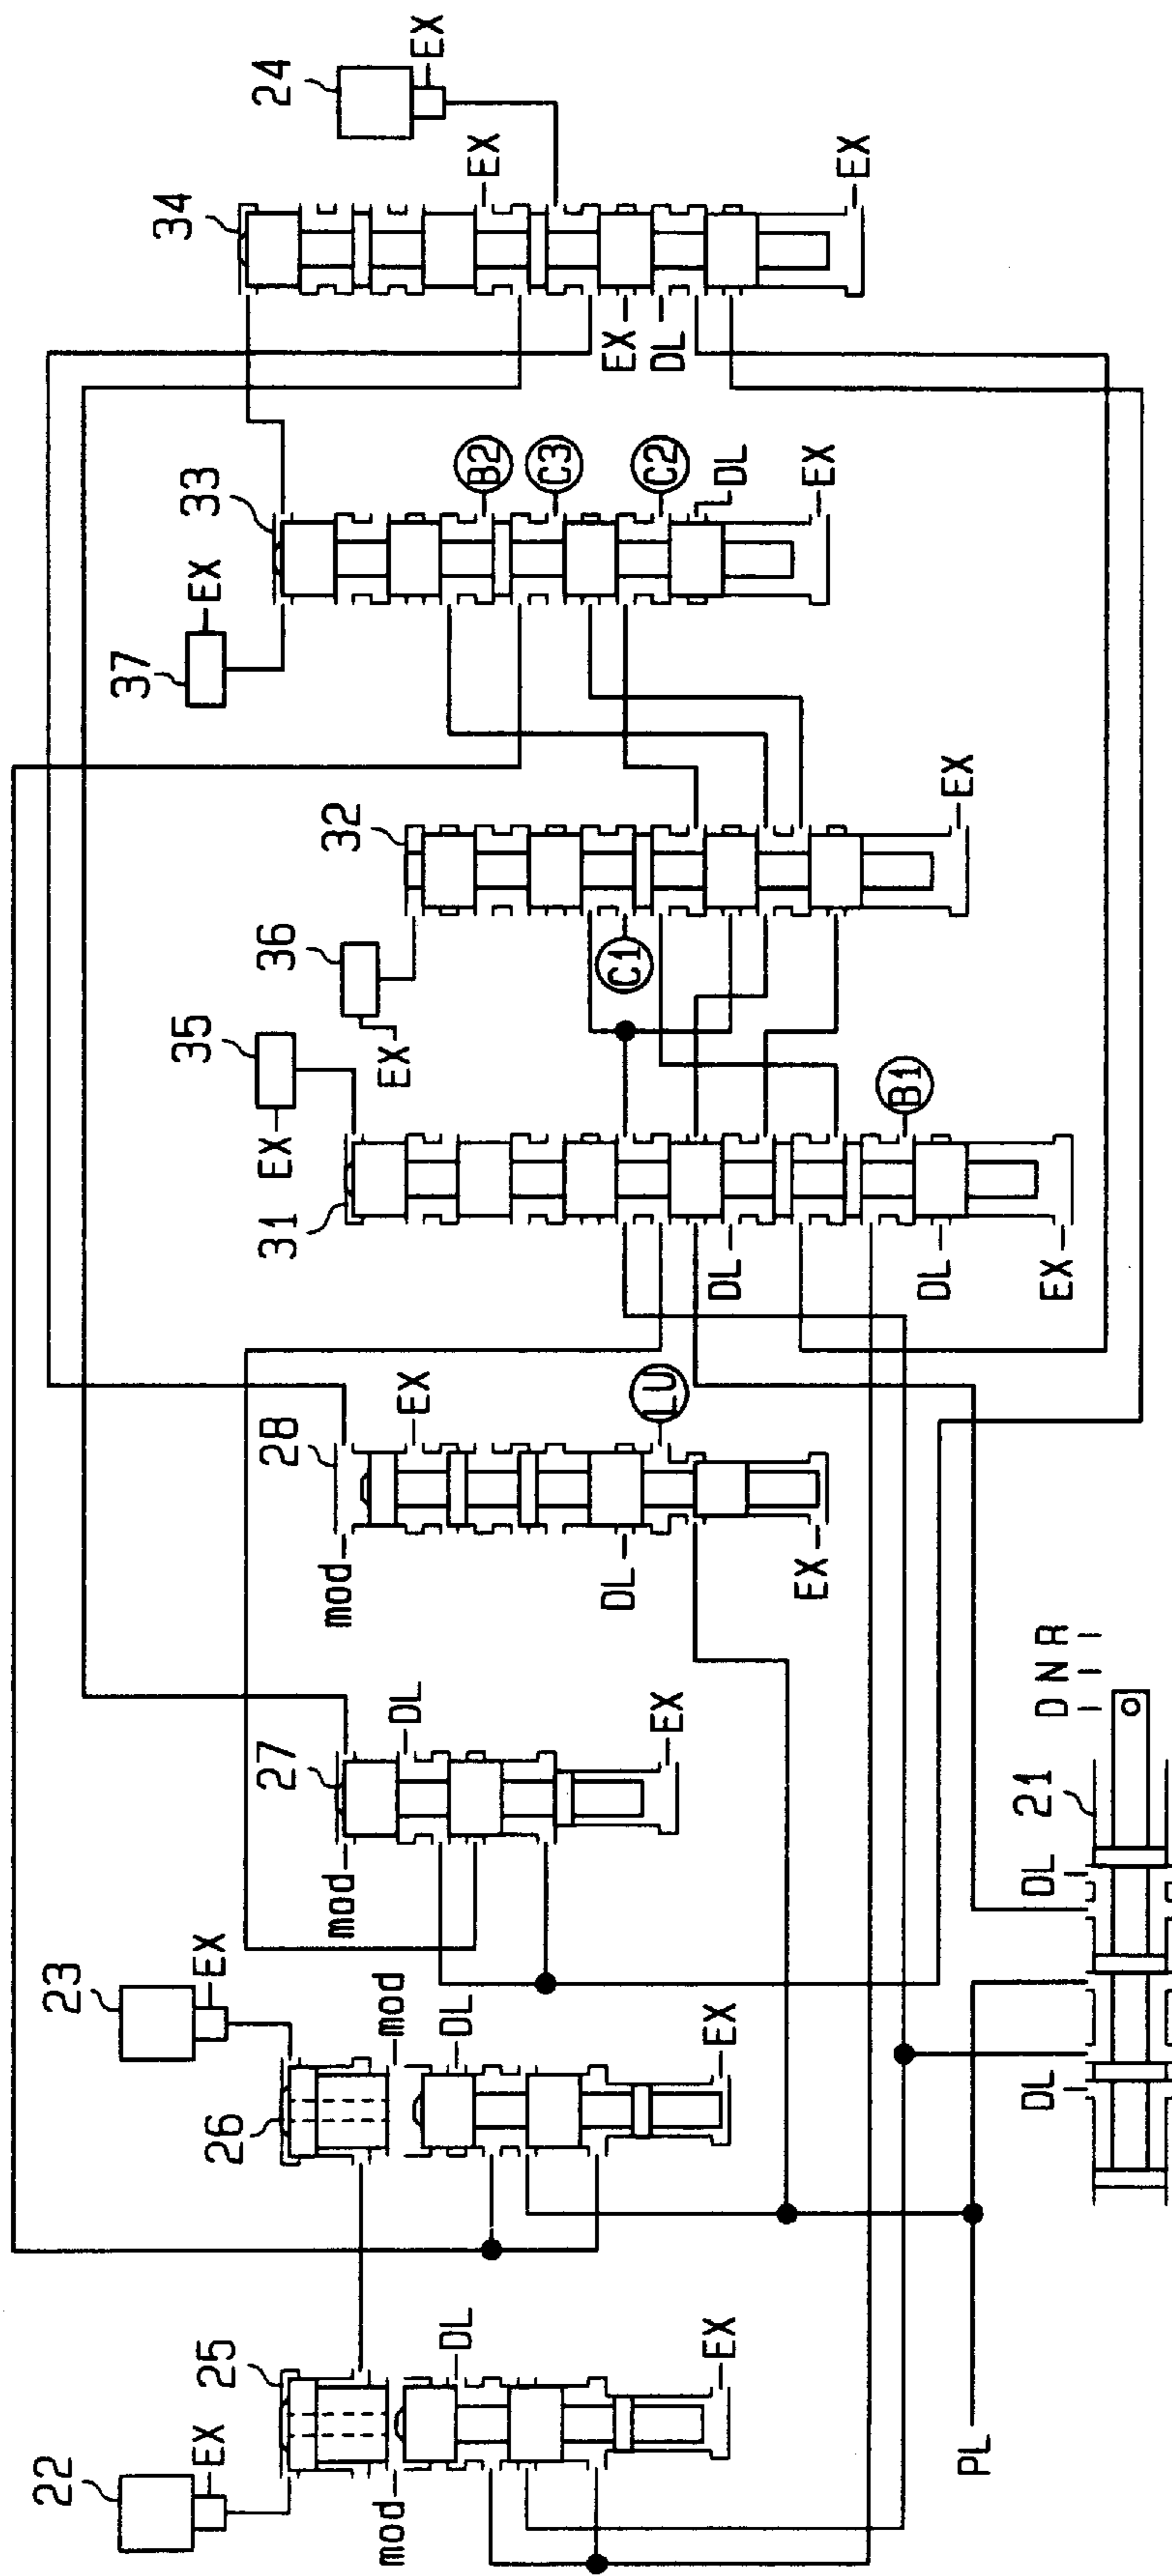 24
EX
34
EX
EX
EX
DL
33
B2
C3
C2
DL
EX
37
EX
32
EX
36
EX
C1
35
EX
31
B1
DL
DL
EX
28
EX
LU
mod
DL
EX
27
DL
EX
mod
D N R
21
DL
DL
23
EX
26
mod
DL
EX
25
DL
EX
22
EX
mod
PL